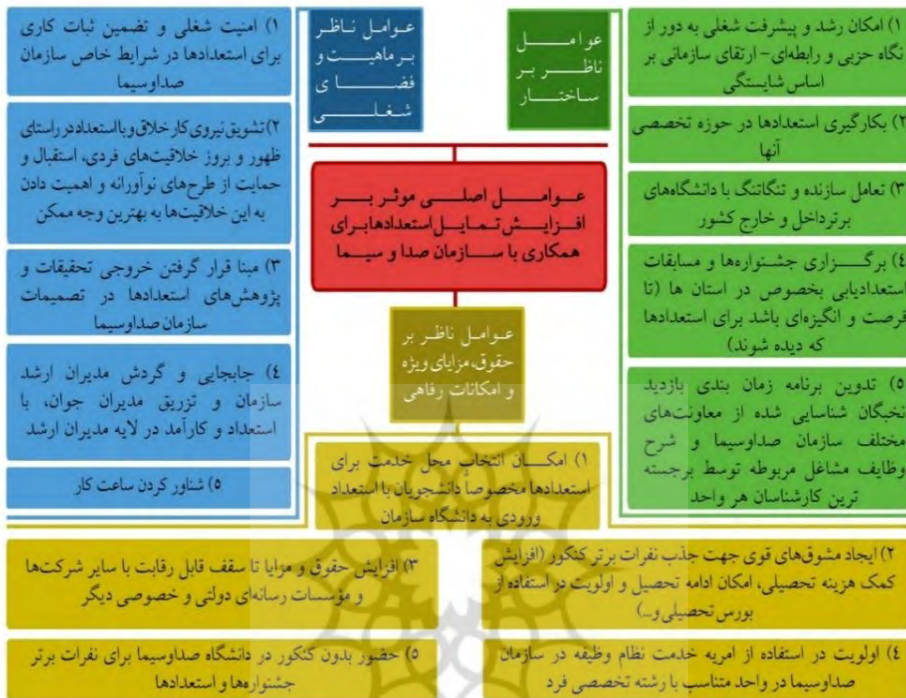 عوامل اصلی موثر بر
افزایش تمایل استعدادها برای
همکاری با سازمان صدا و سیما
عوامل
ناظر بر
ساختار
۱) امکان رشد و پیشرفت شغلی به دور از
نگاه حزبی و رابطه‌ای- ارتقای سازمانی بر
اساس شایستگی
۲) بکارگیری استعدادها در حوزه تخصصی
آنها
۳) تعامل سازنده و تنگاتنگ با دانشگاه‌های
برتر داخل و خارج کشور
۴) برگزاری جشنواره‌ها و مسابقات
استعدادیابی بخصوص در استان ها (تا
فرصت و انگیزه‌ای باشد برای استعدادها
که دیده شوند)
۵) تدوین برنامه زمان بندی بازدید
نخبگان شناسایی شده از معاونت‌های
مختلف سازمان صداوسیما و شرح
وظایف مشاغل مربوطه توسط برجسته
ترین کارشناسان هر واحد
عوامل ناظر
بر ماهیت و
فضای
شغلی
۱) امنیت شغلی و تضمین ثبات کاری
برای استعدادها در شرایط خاص سازمان
صداوسیما
۲) تشویق نیروی کار خلاق و بااستعداد در راستای
ظهور و بروز خلاقیت‌های فردی، استقبال و
حمایت از طرح‌های نوآورانه و اهمیت دادن
به این خلاقیت‌ها به بهترین وجه ممکن
۳) مبنا قرار گرفتن خروجی تحقیقات و
پژوهش‌های استعدادها در تصمیمات
سازمان صداوسیما
۴) جابجایی و گردش مدیران ارشد
سازمان و تزریق مدیران جوان، با
استعداد و کارآمد در لایه مدیران ارشد
۵) شناور کردن ساعت کار
عوامل ناظر بر
حقوق، مزایای ویژه
و امکانات رفاهی
۱) امکان انتخاب محل خدمت برای
استعدادها مخصوصاً دانشجویان با استعداد
ورودی به دانشگاه سازمان
۲) ایجاد مشوق‌های قوی جهت جذب نفرات برتر کنکور (افزایش
کمک هزینه تحصیلی، امکان ادامه تحصیل و اولویت در استفاده از
بورس تحصیلی و...)
۳) افزایش حقوق و مزایا تا سقف قابل رقابت با سایر شرکت‌ها
و مؤسسات رسانه‌ای دولتی و خصوصی دیگر
۴) اولویت در استفاده از امریه خدمت نظام وظیفه در سازمان
صداوسیما در واحد متناسب با رشته تخصصی فرد
۵) حضور بدون کنکور در دانشگاه صداوسیما برای نفرات برتر
جشنواره‌ها و استعدادها